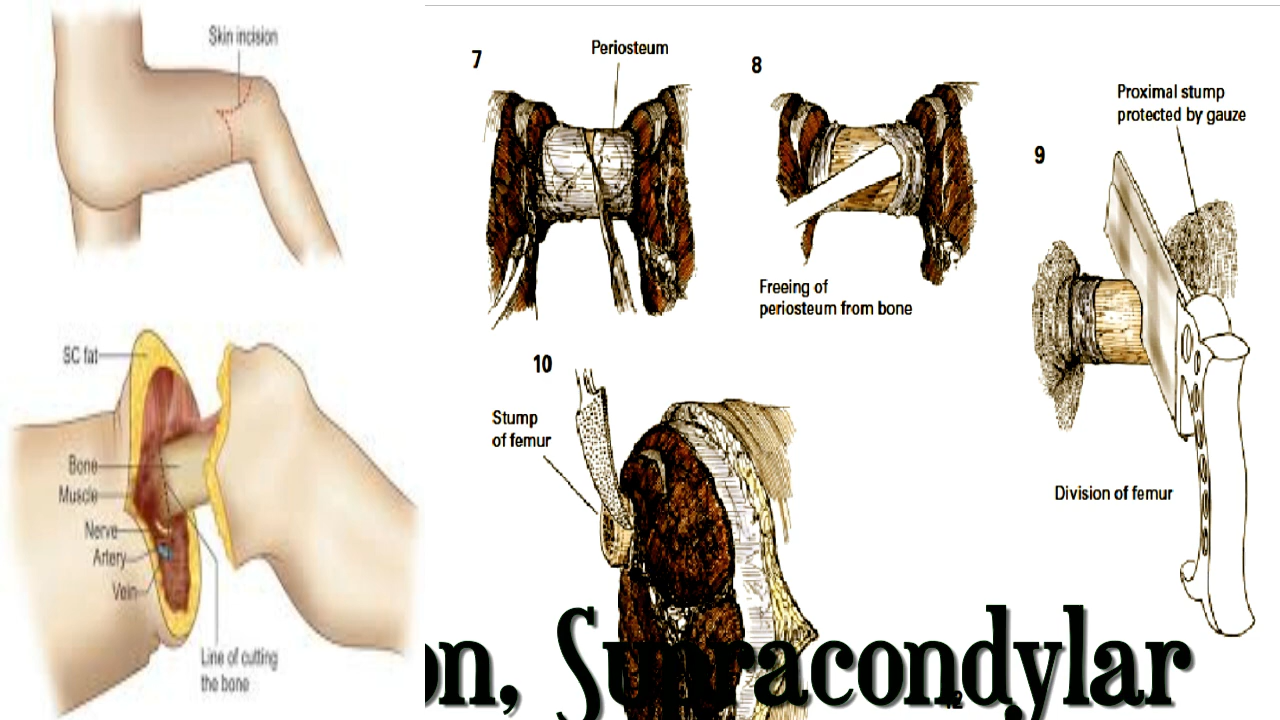 Skin incision
SC fat
Bone
Muscle
Nerve
Artery
Vein
Line of cutting
the bone
7
Periosteum
8
Freeing of
periosteum from bone
9
Proximal stump
protected by gauze
Division of femur
10
Stump
of femur
on, Supracondylar
12